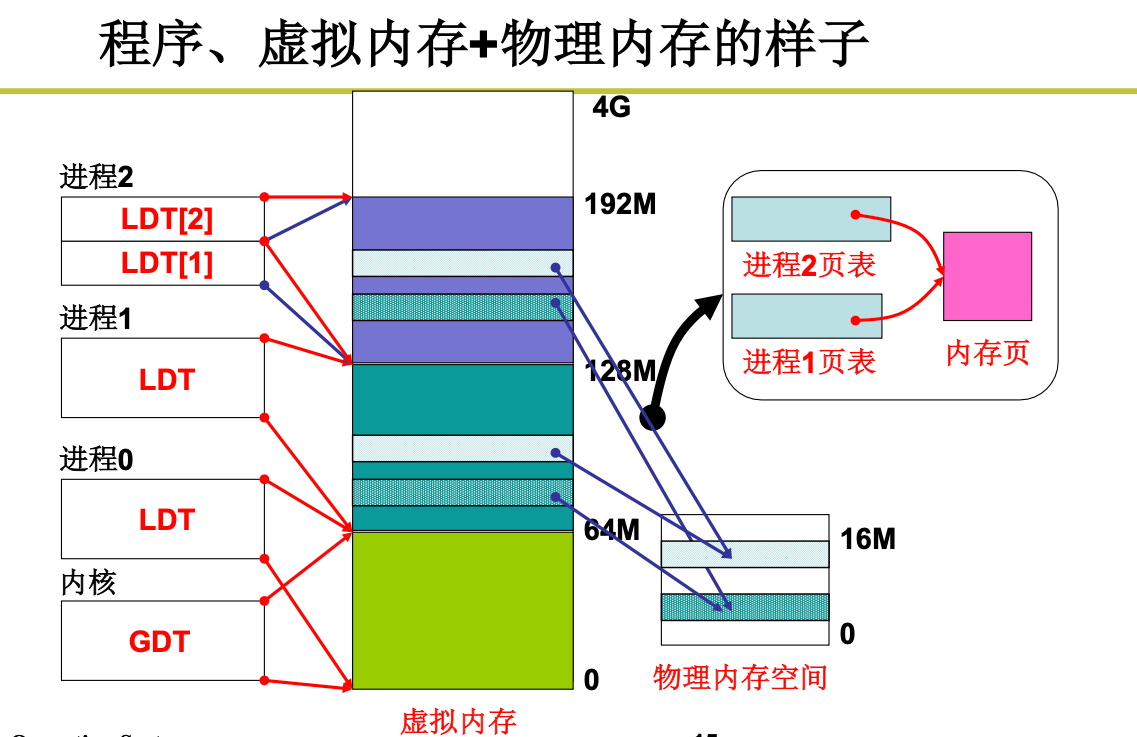 程序、虚拟内存+物理内存的样子
4G
进程2
LDT[2]
LDT[1]
192M
进程2页表
进程1页表
内存页
进程1
LDT
128M
进程0
LDT
64M
16M
内核
GDT
0
0
物理内存空间
虚拟内存